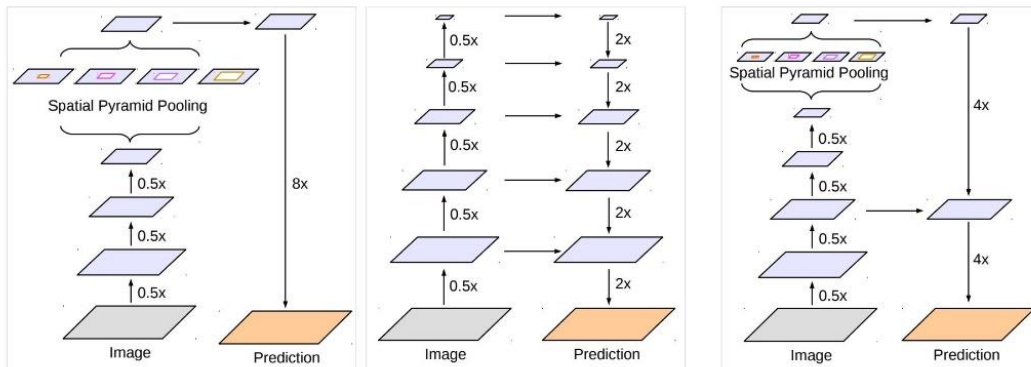 Spatial Pyramid Pooling
0.5x
0.5x
0.5x
8x
Image
Prediction
0.5x
0.5x
0.5x
0.5x
0.5x
2x
2x
2x
2x
2x
Image
Prediction
Spatial Pyramid Pooling
0.5x
0.5x
0.5x
0.5x
4x
4x
Image
Prediction